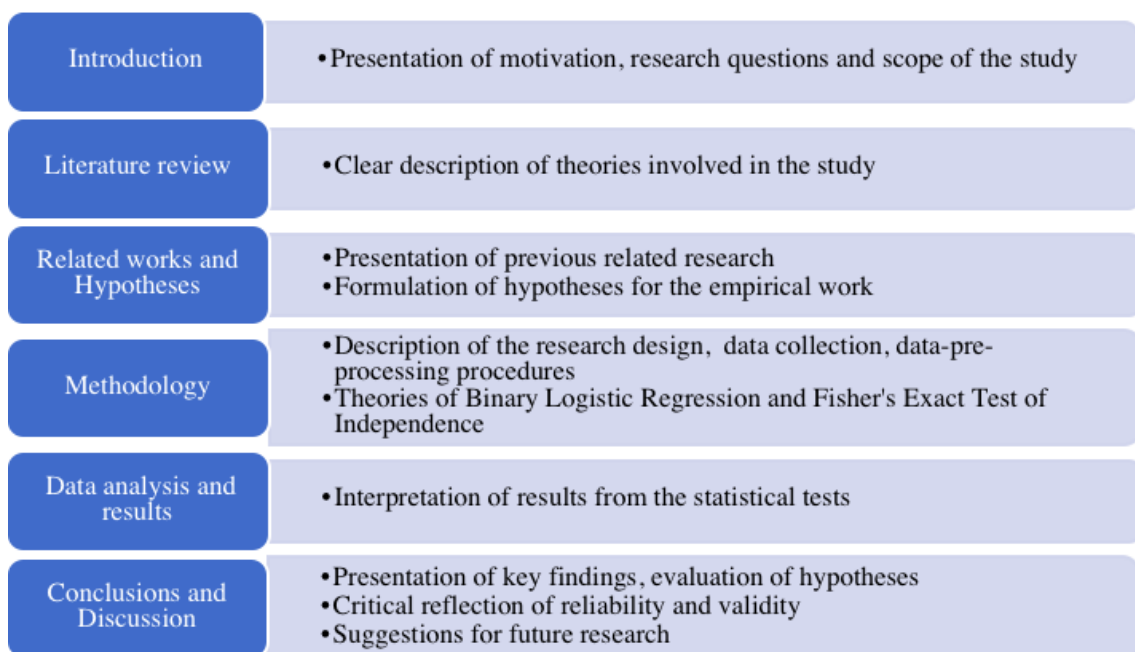 Introduction
•Presentation of motivation, research questions and scope of the study
Literature review
•Clear description of theories involved in the study
Related works and
Hypotheses
•Presentation of previous related research
•Formulation of hypotheses for the empirical work
Methodology
•Description of the research design,  data collection, data-pre-
processing procedures
•Theories of Binary Logistic Regression and Fisher's Exact Test of
Independence
Data analysis and
results
•Interpretation of results from the statistical tests
Conclusions and
Discussion
•Presentation of key findings, evaluation of hypotheses
•Critical reflection of reliability and validity
•Suggestions for future research